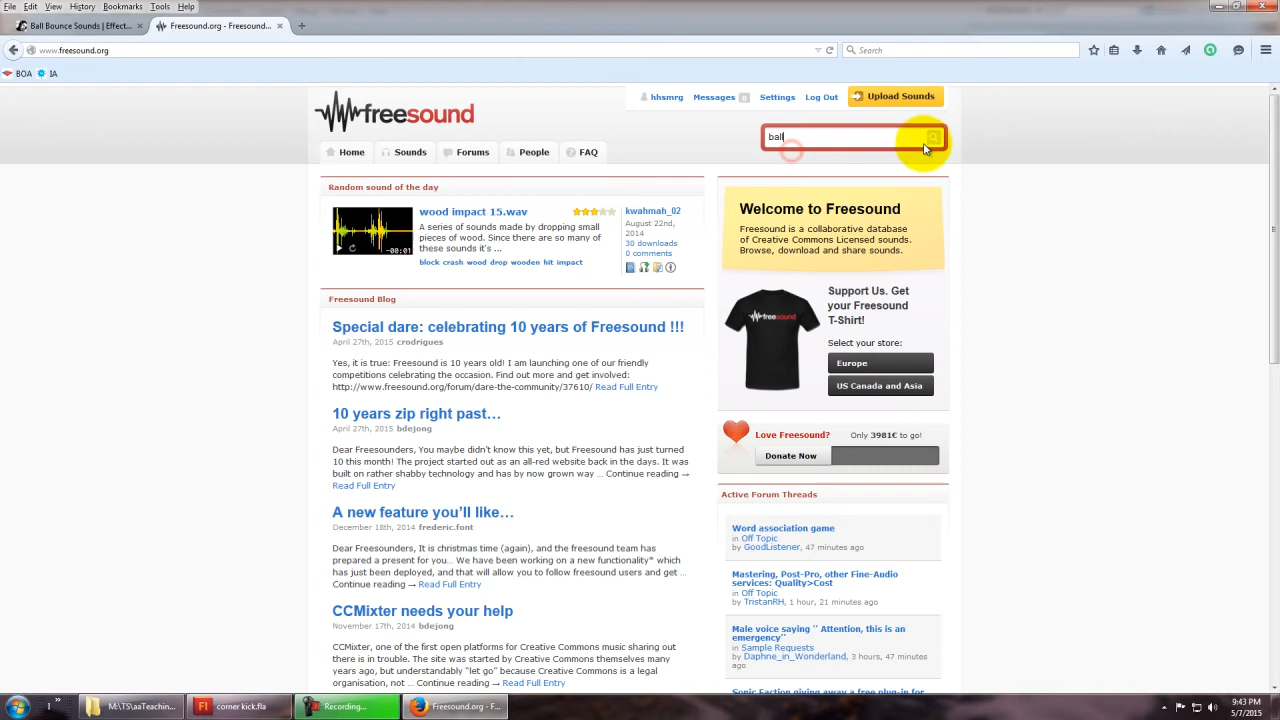 File Edit View History Bookmarks Tools Help
Ball Bounce Sounds | Effect...
Freesound.org - Freesound...
www.freesound.org
Search
BOA IA
freesound
hhsmrg Messages 0 Settings Log Out Upload Sounds
ball
Home Sounds Forums People FAQ
Random sound of the day
wood impact 15.wav
A series of sounds made by dropping small
pieces of wood. Since there are so many of
these sounds it's ...
block crash wood drop wooden hit impact
-00:01
kwahmah_02
August 22nd,
2014
30 downloads
0 comments
Welcome to Freesound
Freesound is a collaborative database
of Creative Commons Licensed sounds.
Browse, download and share sounds.
Freesound Blog
Special dare: celebrating 10 years of Freesound !!!
April 27th, 2015 crodrigues
Yes, it is true: Freesound is 10 years old! I am launching one of our friendly
competitions celebrating the occasion. Find out more and get involved:
http://www.freesound.org/forum/dare-the-community/37610/ Read Full Entry
10 years zip right past…
April 27th, 2015 bdejong
Dear Freesounders, You maybe didn't know this yet, but Freesound has just turned
10 this month! The project started out as an all-red website back in the days. It was
built on rather shabby technology and has by now grown way ... Continue reading →
Read Full Entry
A new feature you'll like…
December 18th, 2014 frederic.font
Dear Freesounders, It is christmas time (again), and the freesound team has
prepared a present for you… We have been working on a new functionality* which
has just been deployed, and that will allow you to follow freesound users and get ...
Continue reading → Read Full Entry
CCMixter needs your help
November 17th, 2014 bdejong
CCMixter, one of the first open platforms for Creative Commons music sharing out
there is in trouble. The site was started by Creative Commons themselves many
years ago, but understandably "let go" because Creative Commons is a legal
organisation, not ... Continue reading → Read Full Entry
freesound
Support Us. Get
your Freesound
T-Shirt!
Select your store:
Europe
US Canada and Asia
Love Freesound? Only 3981€ to go!
Donate Now
Active Forum Threads
Word association game
in Off Topic
by GoodListener, 47 minutes ago
Mastering, Post-Pro, other Fine-Audio
services: Quality>Cost
in Off Topic
by TristanRH, 1 hour, 21 minutes ago
Male voice saying " Attention, this is an
emergency"
in Sample Requests
by Daphne_in_Wonderland, 3 hours, 47 minutes
ago
Sonic Faction giving away a free plug-in for
M:\TS\aaTeachin...
Fl corner kick.fla
Recording...
Freesound.org - F...
9:43 PM
5/7/2015